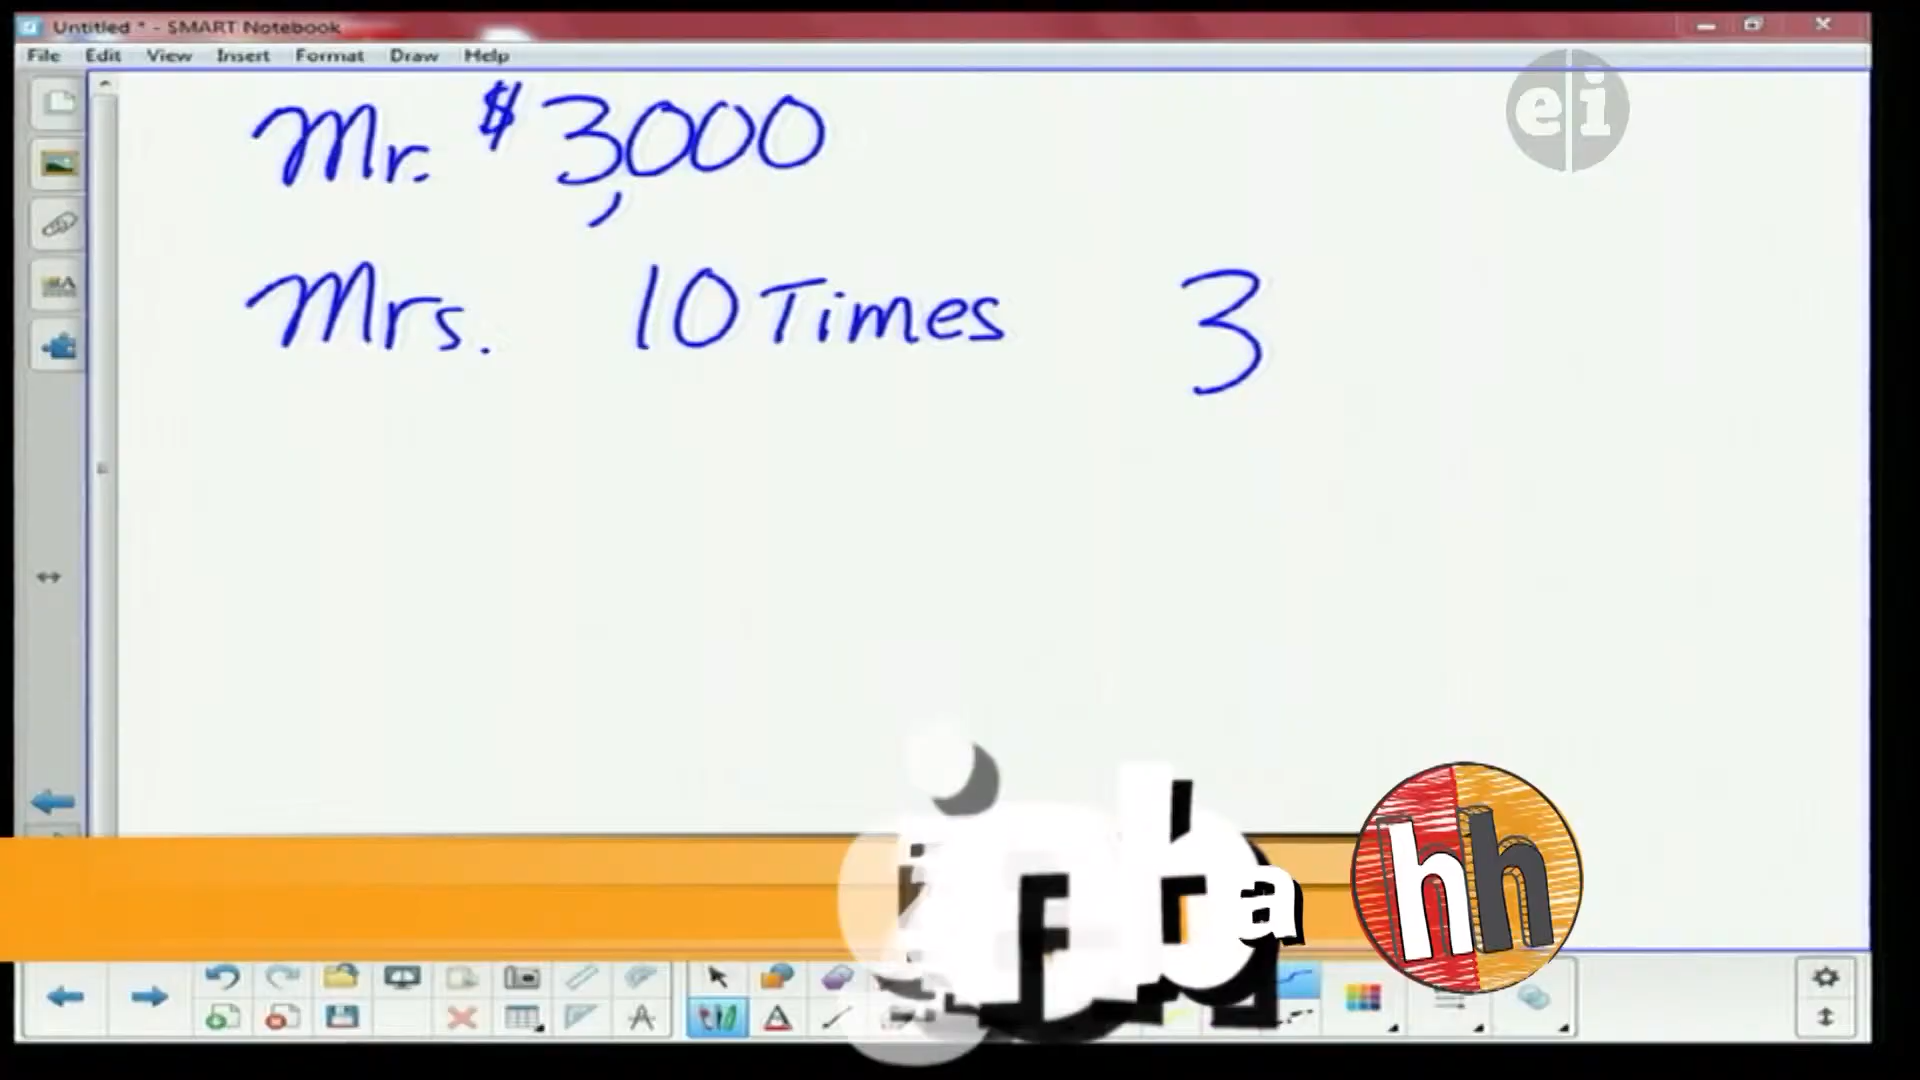 Untitled * - SMART Notebook
File Edit View Insert Format Draw Help
ei
Mr. $3,000
Mrs. 10 Times 3
hh